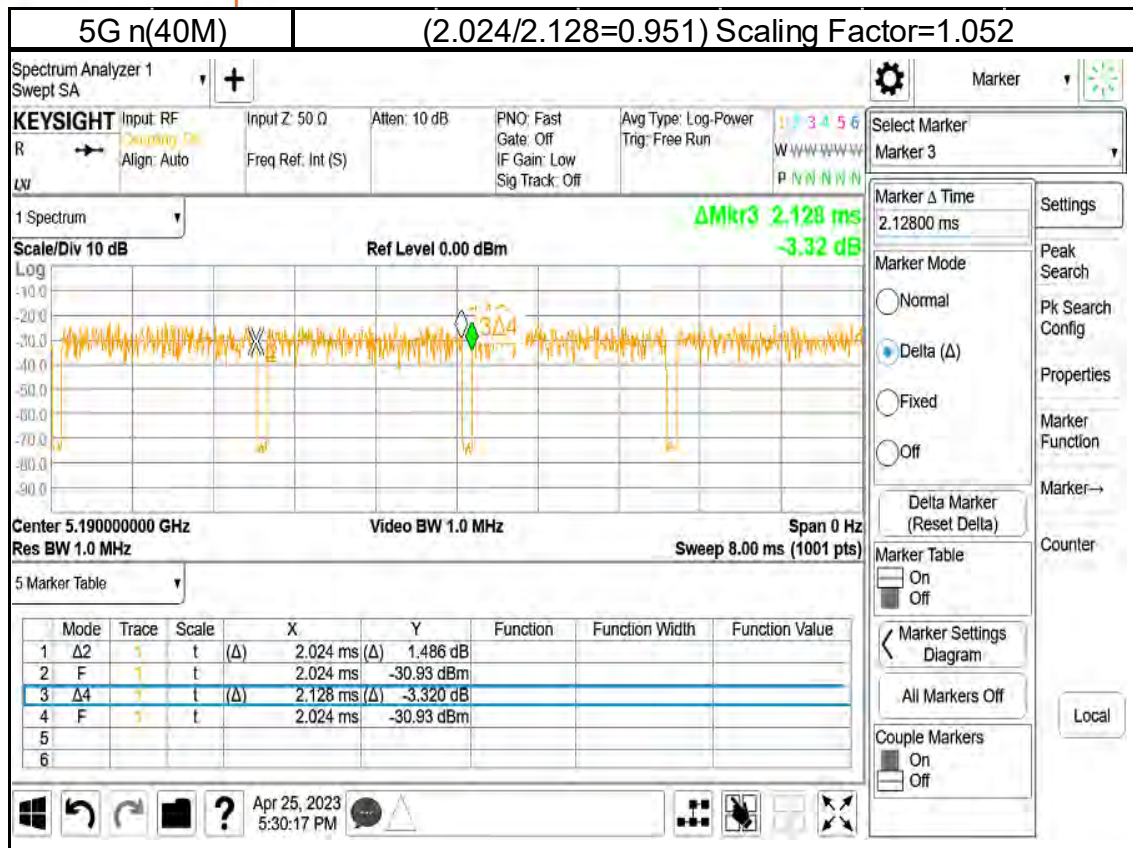 5G n(40M) (2.024/2.128=0.951) Scaling Factor=1.052
Spectrum Analyzer 1
Swept SA
+
Marker
KEYSIGHT Input: RF Input Z: 50 Ω Atten: 10 dB PNO: Fast Avg Type: Log-Power 1 2 3 4 5 6
R Gate: Off Trig: Free Run
Align: Auto Freq Ref: Int (S) IF Gain: Low W W W W W W W
LXI Sig Track: Off P N N N N N
Select Marker
Marker 3
1 Spectrum
ΔMkr3 2.128 ms
Scale/Div 10 dB Ref Level 0.00 dBm -3.32 dB
Log
-10.0
-20.0
-30.0
-40.0
-50.0
-60.0
-70.0
-80.0
-90.0
3Δ4
Center 5.190000000 GHz Video BW 1.0 MHz Span 0 Hz
Res BW 1.0 MHz Sweep 8.00 ms (1001 pts)
5 Marker Table
Mode Trace Scale X Y Function Function Width Function Value
1 Δ2 1 t (Δ) 2.024 ms (Δ) 1.486 dB
2 F 1 t 2.024 ms -30.93 dBm
3 Δ4 1 t (Δ) 2.128 ms (Δ) -3.320 dB
4 F 1 t 2.024 ms -30.93 dBm
5
6
Marker Δ Time
2.12800 ms
Marker Mode
Normal
Delta (Δ)
Fixed
Off
Delta Marker
(Reset Delta)
Marker Table
On
Off
Marker Settings
Diagram
All Markers Off
Couple Markers
On
Off
Settings
Peak
Search
Pk Search
Config
Properties
Marker
Function
Marker→
Counter
Local
? Apr 25, 2023
5:30:17 PM